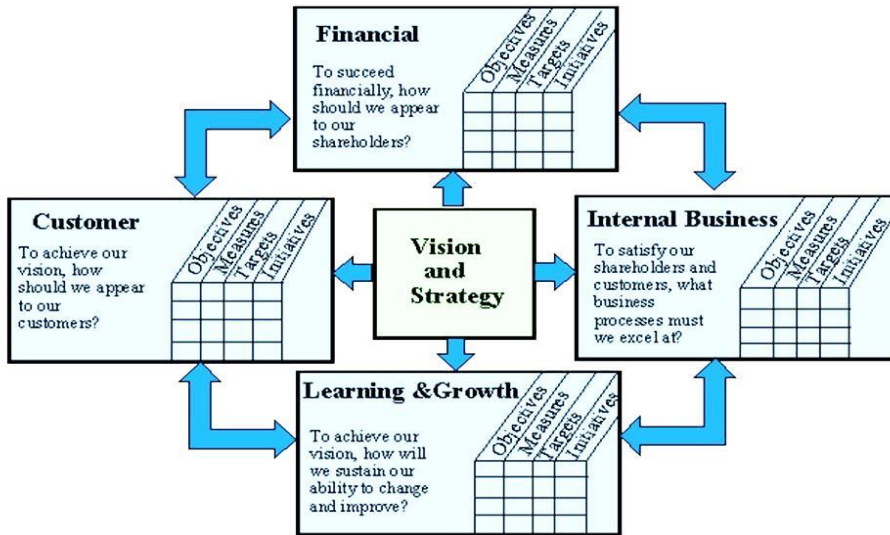 Financial
To succeed
financially, how
should we appear
to our
shareholders?
Objectives
Measures
Targets
Initiatives
Customer
To achieve our
vision, how
should we appear
to our
customers?
Objectives
Measures
Targets
Initiatives
Vision
and
Strategy
Internal Business
To satisfy our
shareholders and
customers, what
business
processes must
we excel at?
Objectives
Measures
Targets
Initiatives
Learning &Growth
To achieve our
vision, how will
we sustain our
ability to change
and improve?
Objectives
Measures
Targets
Initiatives